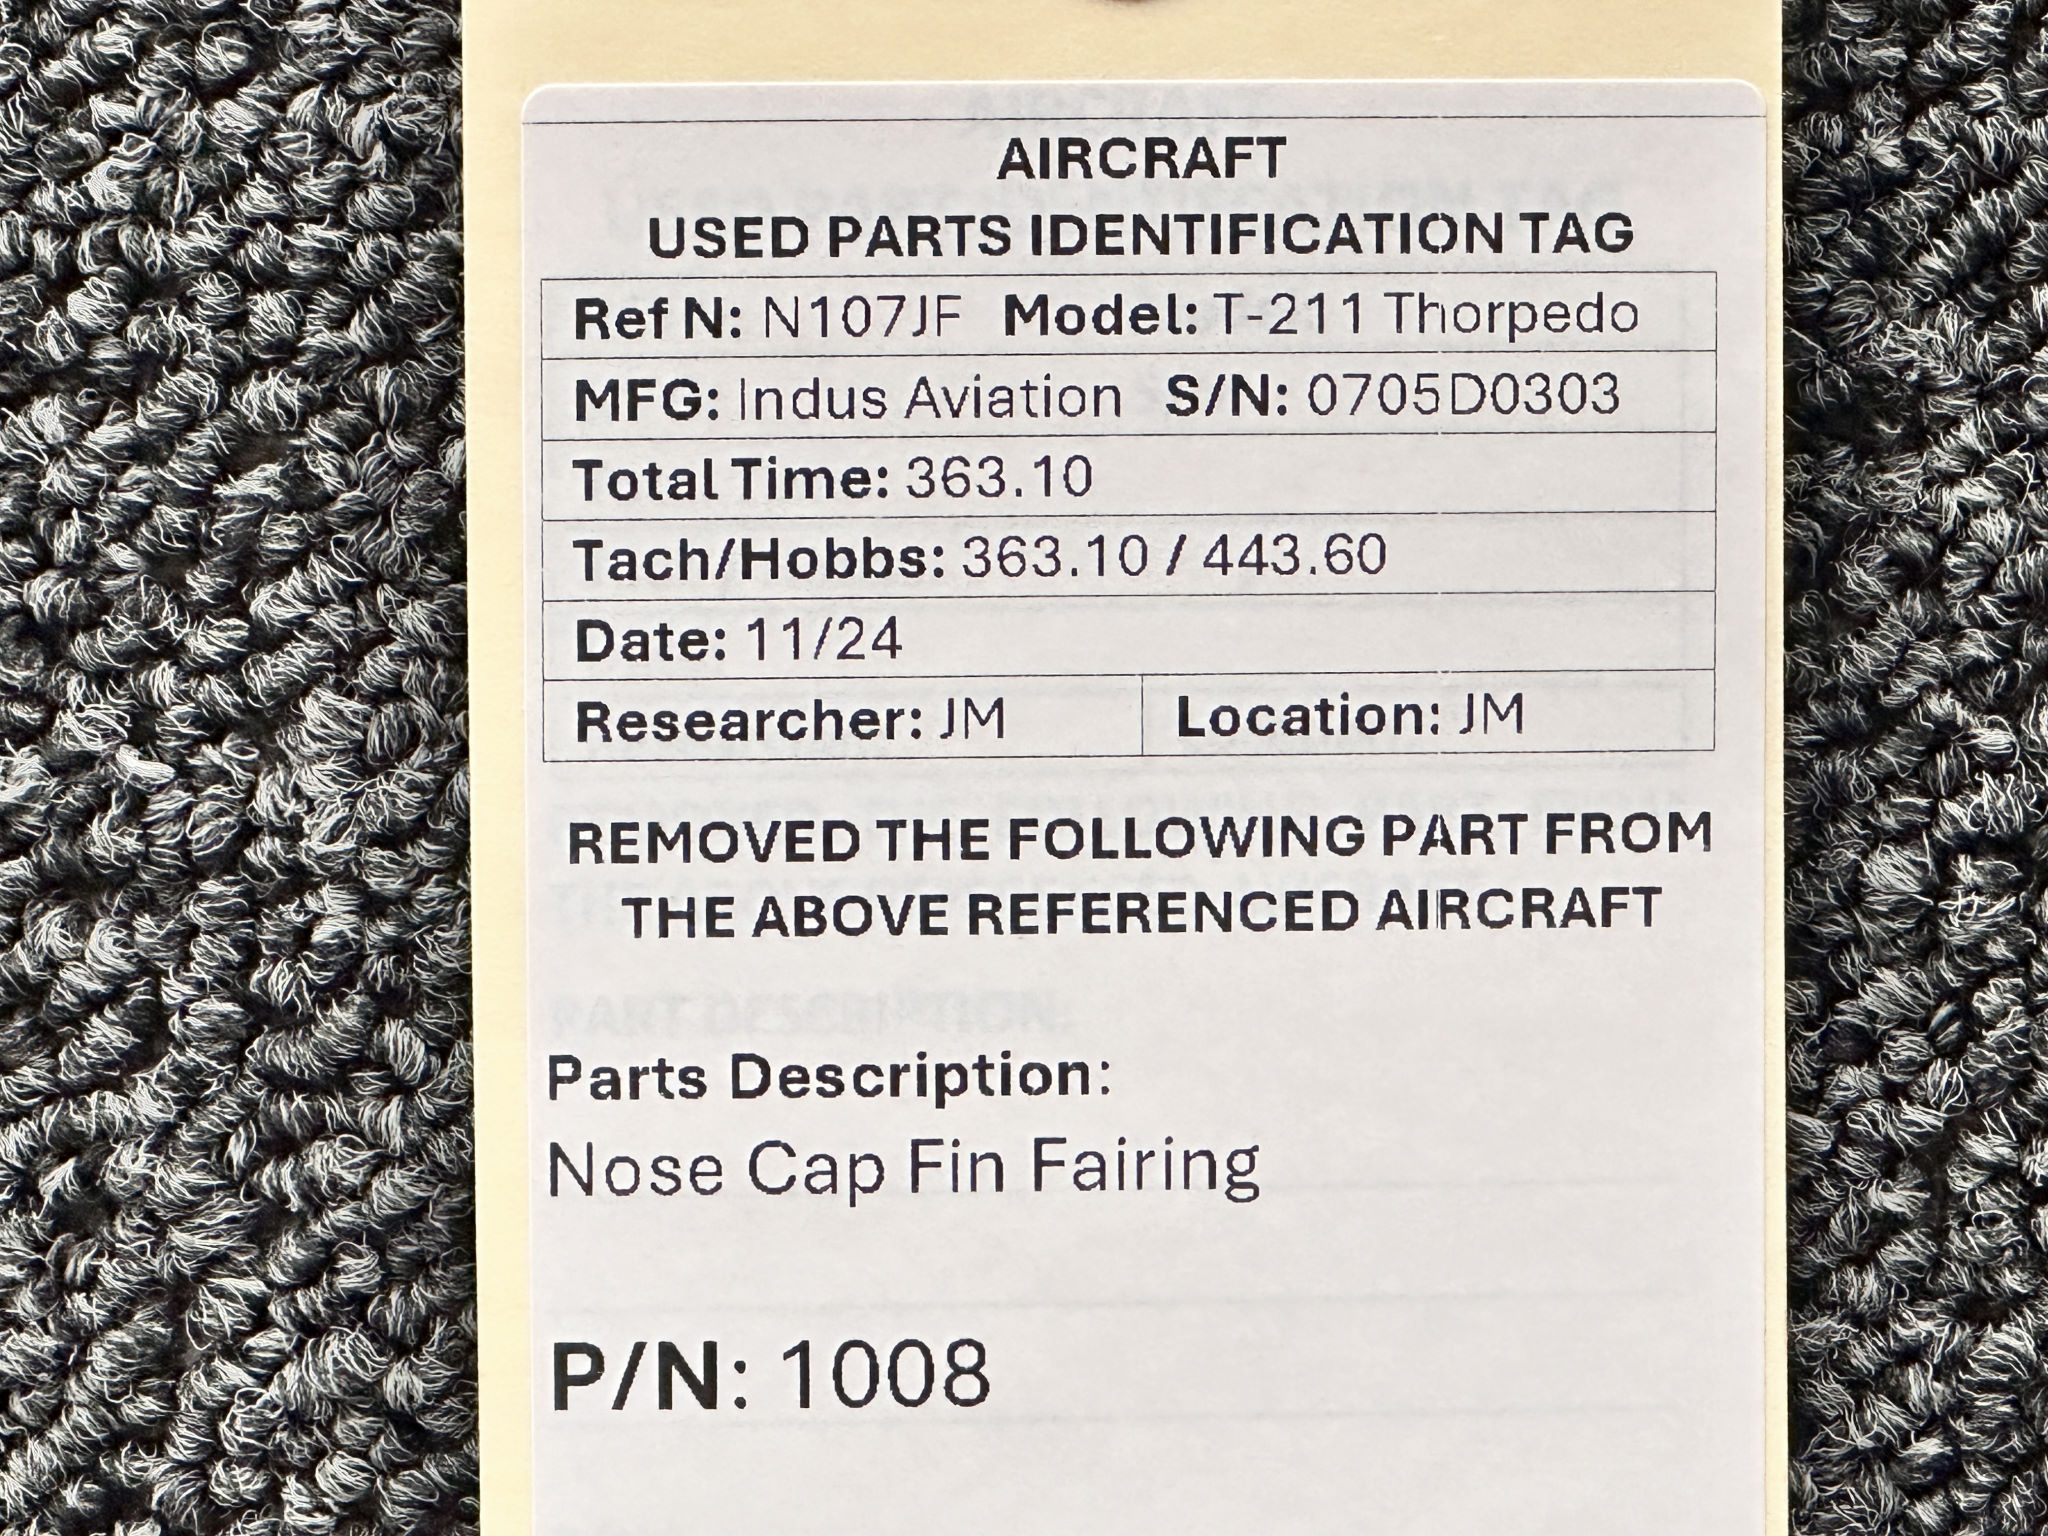 AIRCRAFT
USED PARTS IDENTIFICATION TAG
Ref N: N107JF Model: T-211 Thorpedo
MFG: Indus Aviation S/N: 0705D0303
Total Time: 363.10
Tach/Hobbs: 363.10 / 443.60
Date: 11/24
Researcher: JM Location: JM
REMOVED THE FOLLOWING PART FROM
THE ABOVE REFERENCED AIRCRAFT
PART DESCRIPTION:
Parts Description:
Nose Cap Fin Fairing
P/N: 1008